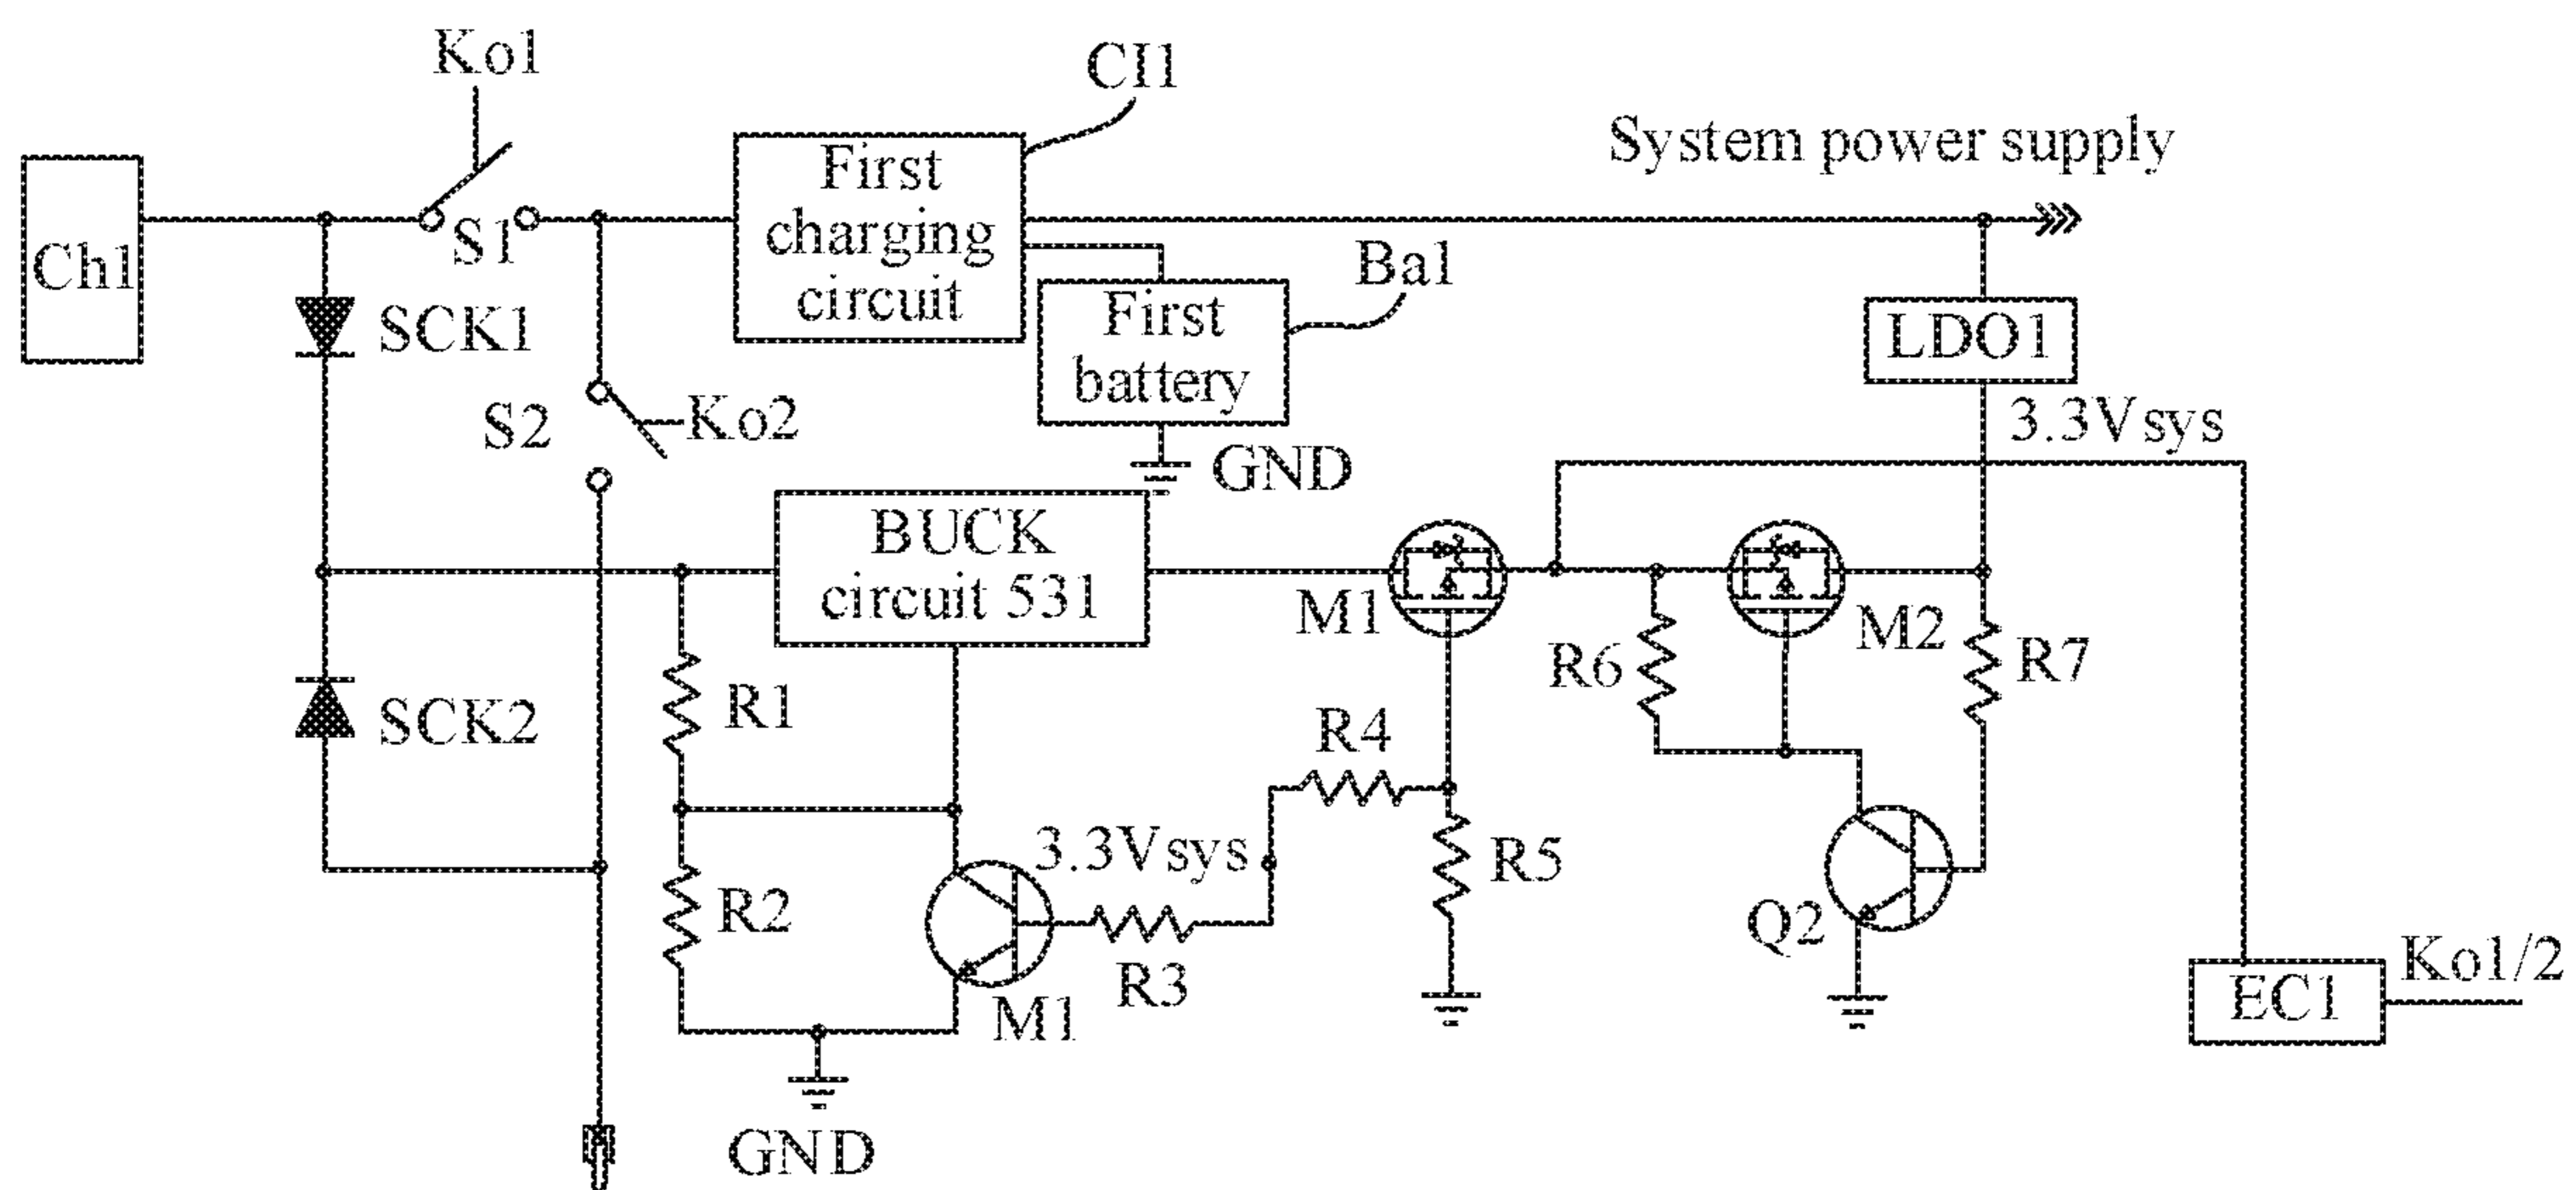 Ko1
CI1
System power supply
Ch1
S1
First
charging
circuit
Ba1
SCK1
First
battery
LDO1
S2
Ko2
3.3Vsys
GND
BUCK
circuit 531
M1
M2
R6
R7
SCK2
R1
R4
3.3Vsys
R5
R2
Q2
R3
M1
Ko1/2
EC1
GND